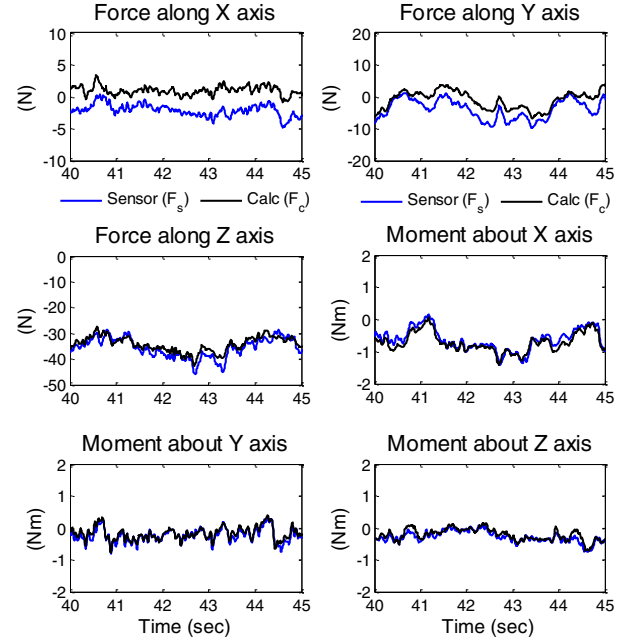 Force along X axis
Force along Y axis
(N)
10
5
0
-5
-10
40 41 42 43 44 45
(N)
20
10
0
-10
-20
40 41 42 43 44 45
Sensor (Fs) Calc (Fc)
Sensor (Fs) Calc (Fc)
Force along Z axis
Moment about X axis
(N)
0
-10
-20
-30
-40
-50
40 41 42 43 44 45
(Nm)
2
1
0
-1
-2
40 41 42 43 44 45
Moment about Y axis
Moment about Z axis
(Nm)
2
1
0
-1
-2
40 41 42 43 44 45
Time (sec)
(Nm)
2
1
0
-1
-2
40 41 42 43 44 45
Time (sec)